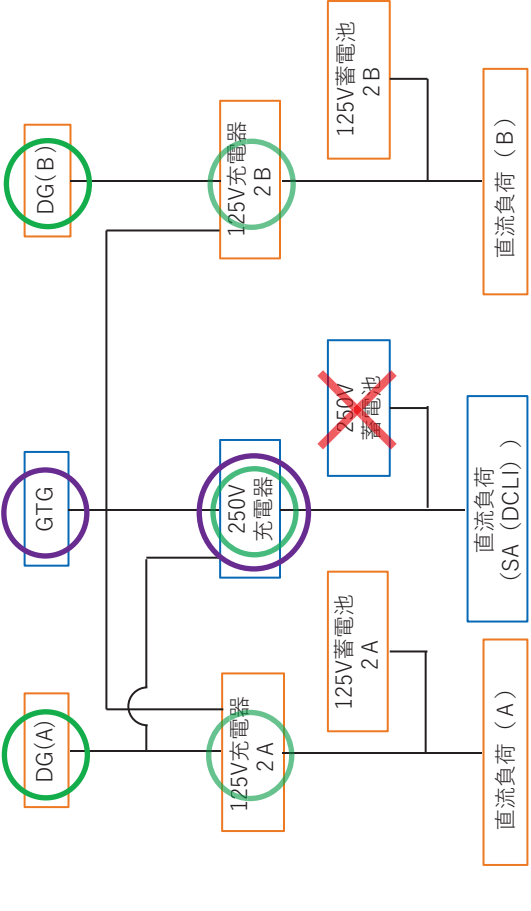 DG(A)
GTG
DG(B)
125V充電器
2A
250V
充電器
125V充電器
2B
125V蓄電池
2A
250V
蓄電池
125V蓄電池
2B
直流負荷（A）
直流負荷
(SA（DCLI））
直流負荷（B）